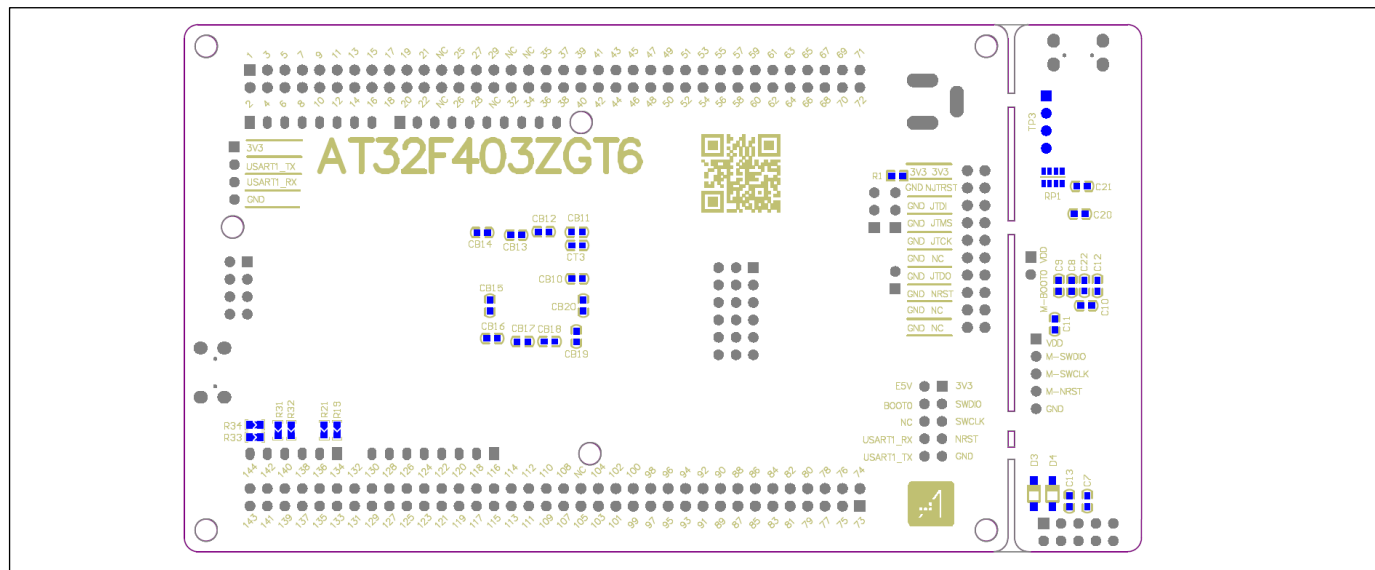 1 3 5 7 9 11 13 15 17 19 21 NC 25 27 29 NC NC 35 37 39 41 43 45 47 49 51 53 55 57 59 61 63 65 67 69 71
2 4 6 8 10 12 14 16 18 20 22 NC 26 28 NC 32 34 36 38 40 42 44 46 48 50 52 54 56 58 60 62 64 66 68 70 72
AT32F403ZGT6
3V3
USART1_TX
USART1_RX
GND
TP3
RP1
C21
C20
R1
3V3 3V3
GND NJTRST
GND JTDI
GND JTMS
GND JTCK
GND NC
GND JTDO
GND NRST
GND NC
GND NC
CB14
CB13
CB12
CB11
CT3
CB10
CB15
CB20
CB16
CB17
CB18
CB19
VDD
M-BOOT0
C9
C8
C22
C12
C10
C11
VDD
M-SWDIO
M-SWCLK
M-NRST
GND
E5V 3V3
BOOT0 SWDIO
NC SWCLK
USART1_RX NRST
USART1_TX GND
R34
R33
R31
R32
R21
R19
D3
D4
C13
C7
144 142 140 138 136 134 132 130 128 126 124 122 120 118 116 114 112 110 108 NC 104 102 100 98 96 94 92 90 88 86 84 82 80 78 76 74
143 141 139 137 135 133 131 129 127 125 123 121 119 117 115 113 111 109 107 105 103 101 99 97 95 93 91 89 87 85 83 81 79 77 75 73